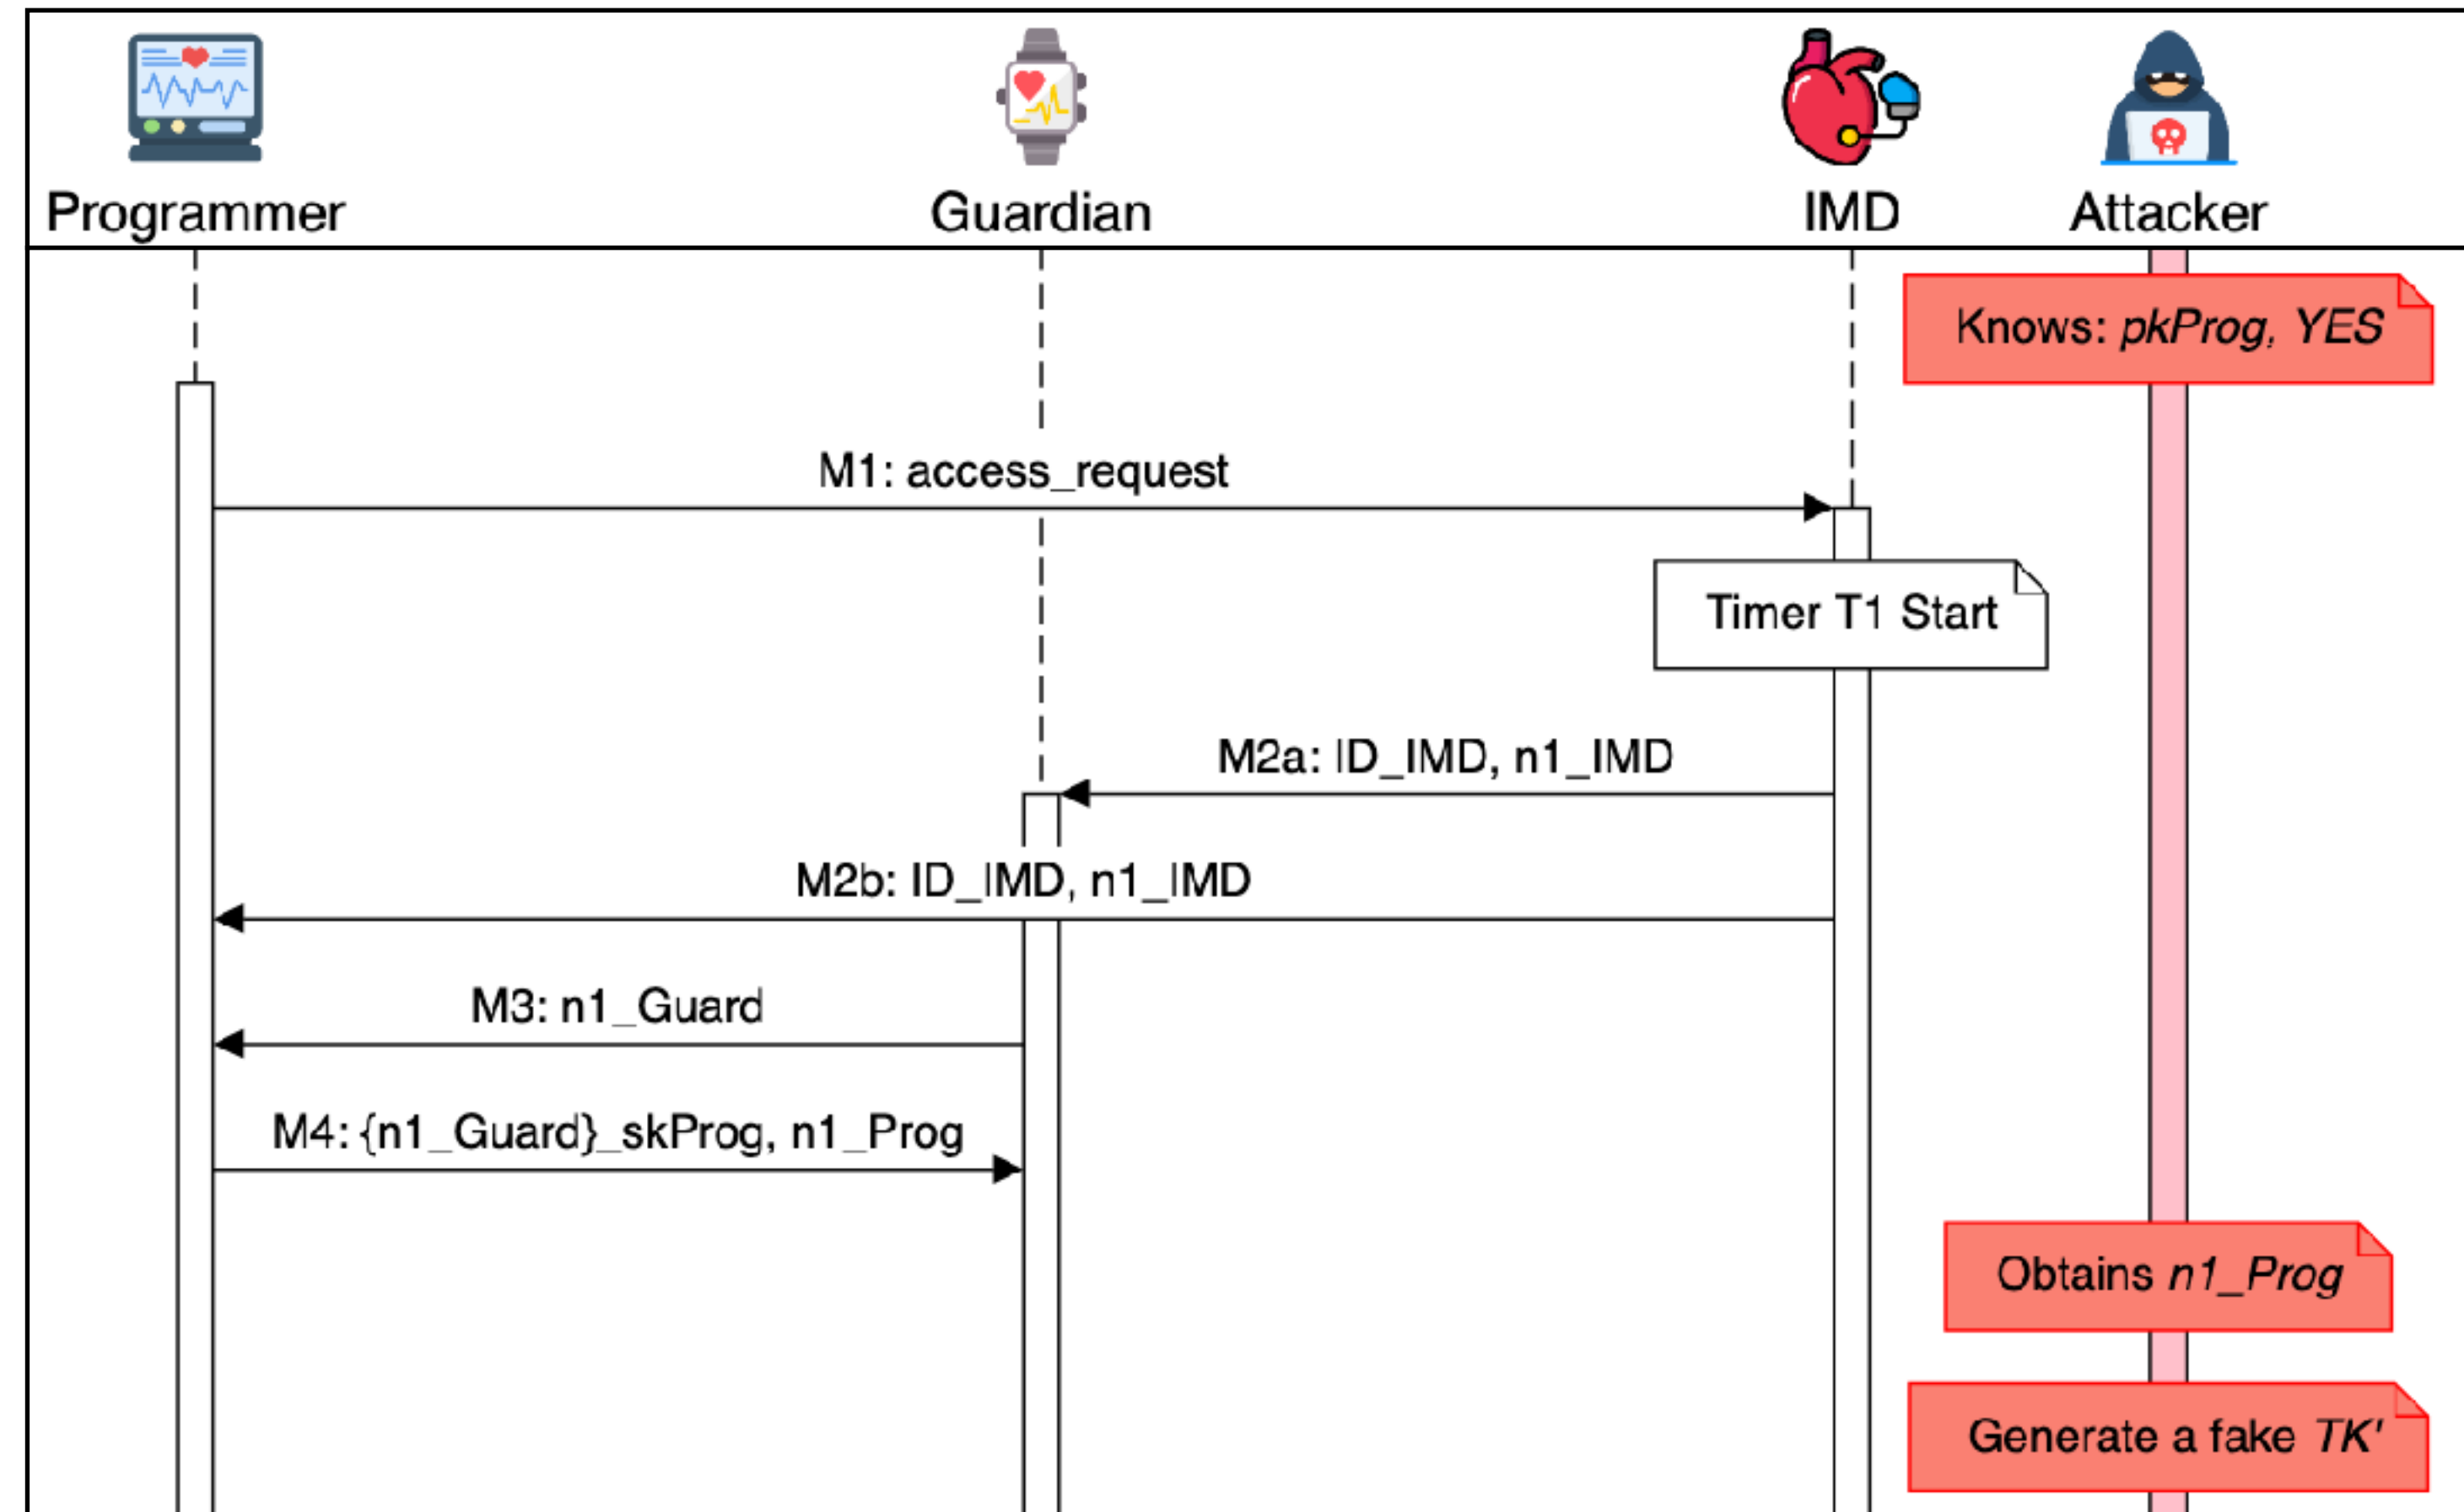 Programmer
Guardian
IMD
Attacker
Knows: pkProg, YES
M1: access_request
Timer T1 Start
M2a: ID_IMD, n1_IMD
M2b: ID_IMD, n1_IMD
M3: n1_Guard
M4: {n1_Guard}_skProg, n1_Prog
Obtains n1_Prog
Generate a fake TK'